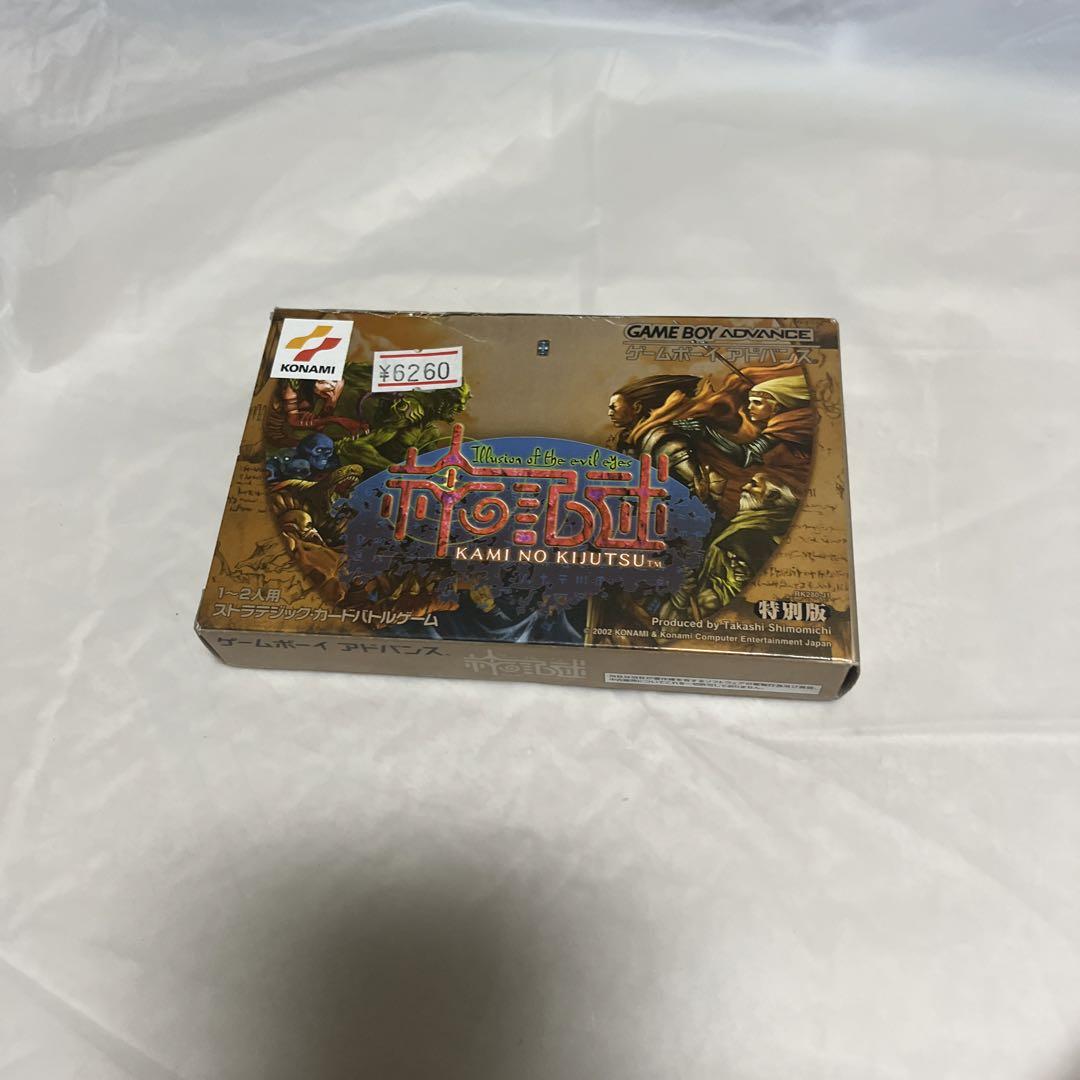 KONAMI
¥6260
GAME BOY ADVANCE
ゲームボーイ アドバンス
Illusion of the evil eyes
神の記述
KAMI NO KIJUTSU TM
1~2人用
ストラテジック・カードバトルゲーム
RK280-J1
特別版
Produced by Takashi Shimomichi
© 2002 KONAMI & Konami Computer Entertainment Japan
ゲームボーイ アドバンス
神の記述